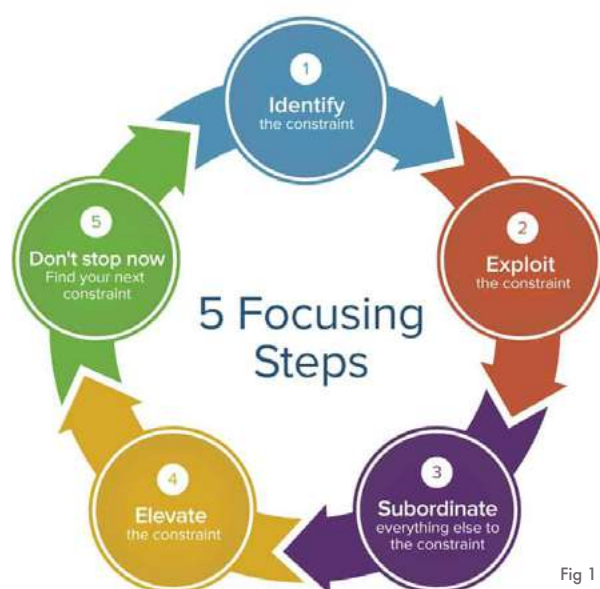 1
Identify
the constraint
2
Exploit
the constraint
3
Subordinate
everything else to
the constraint
4
Elevate
the constraint
5
Don't stop now
Find your next
constraint
5 Focusing
Steps
Fig 1